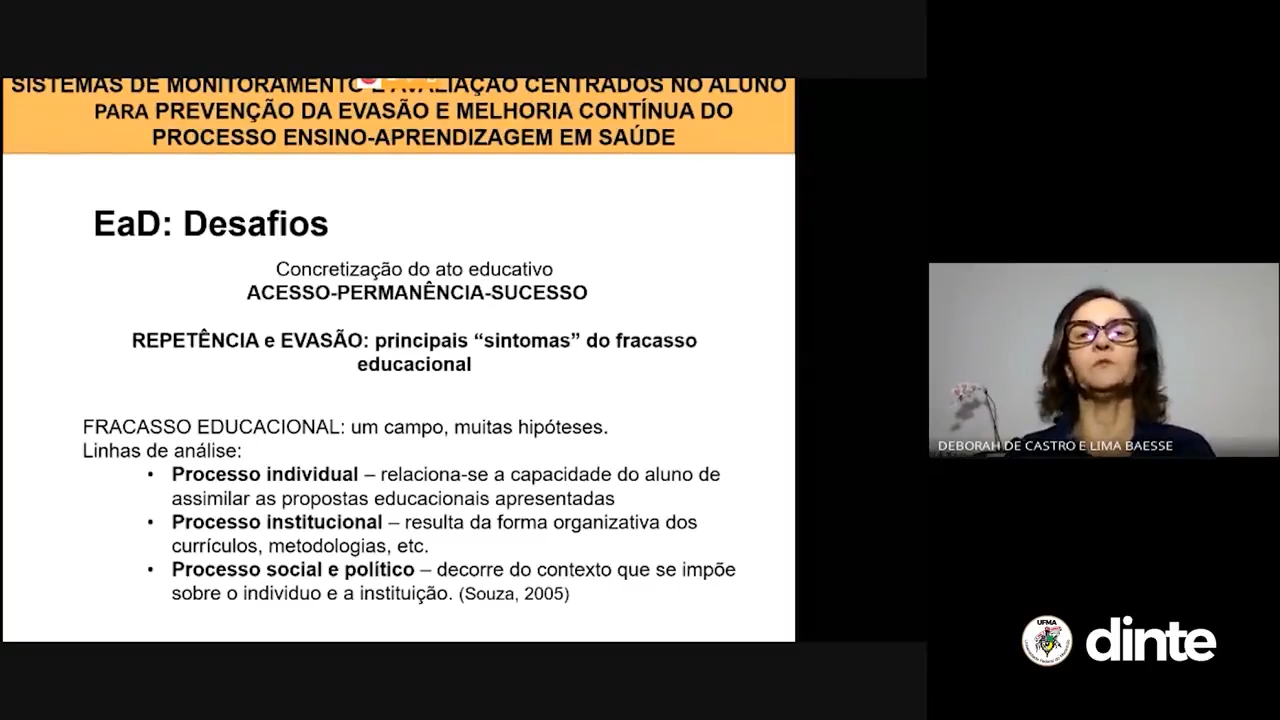 SISTEMAS DE MONITORAMENTO E AVALIAÇÃO CENTRADOS NO ALUNO
PARA PREVENÇÃO DA EVASÃO E MELHORIA CONTÍNUA DO
PROCESSO ENSINO-APRENDIZAGEM EM SAÚDE
EaD: Desafios
Concretização do ato educativo
ACESSO-PERMANÊNCIA-SUCESSO
REPETÊNCIA e EVASÃO: principais “sintomas” do fracasso
educacional
FRACASSO EDUCACIONAL: um campo, muitas hipóteses.
Linhas de análise:
• Processo individual – relaciona-se a capacidade do aluno de
assimilar as propostas educacionais apresentadas
• Processo institucional – resulta da forma organizativa dos
currículos, metodologias, etc.
• Processo social e político – decorre do contexto que se impõe
sobre o individuo e a instituição. (Souza, 2005)
DEBORAH DE CASTRO E LIMA BAESSE
UFMA
dinte